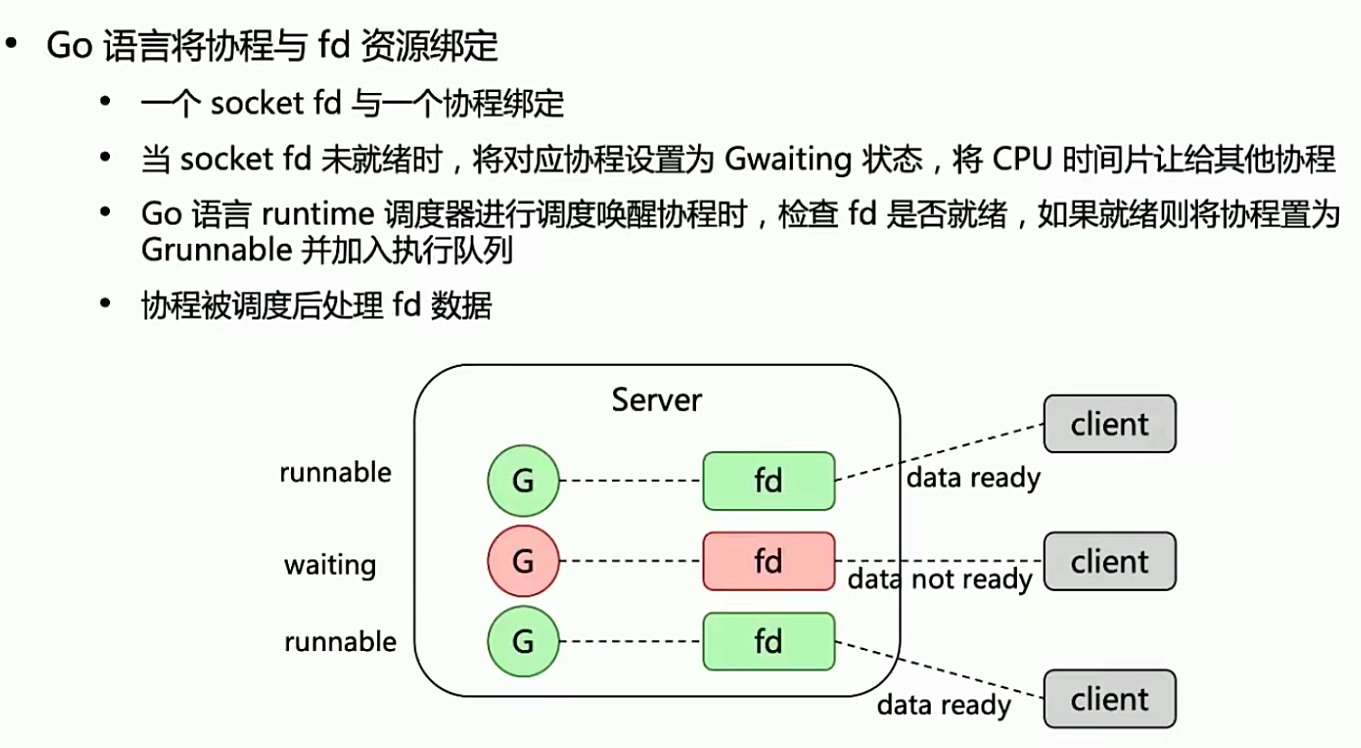 • Go 语言将协程与 fd 资源绑定
• 一个 socket fd 与一个协程绑定
• 当 socket fd 未就绪时，将对应协程设置为 Gwaiting 状态，将 CPU 时间片让给其他协程
• Go 语言 runtime 调度器进行调度唤醒协程时，检查 fd 是否就绪，如果就绪则将协程置为
Grunnable 并加入执行队列
• 协程被调度后处理 fd 数据
Server
client
runnable
G
fd
data ready
waiting
G
fd
data not ready
client
runnable
G
fd
data ready
client